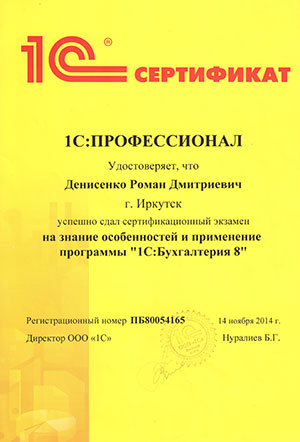 1С® СЕРТИФИКАТ
1С:ПРОФЕССИОНАЛ
Удостоверяет, что
Денисенко Роман Дмитриевич
г. Иркутск
успешно сдал сертификационный экзамен
на знание особенностей и применение
программы "1С:Бухгалтерия 8"
Регистрационный номер ПБ80054165 14 ноября 2014 г.
Директор ООО «1С» Нуралиев Б.Г.